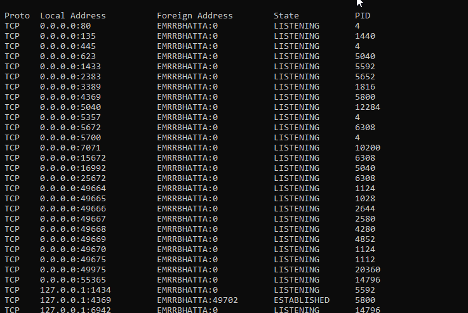 Proto Local Address Foreign Address State PID
TCP 0.0.0.0:80 EMRRBHATTA:0 LISTENING 4
TCP 0.0.0.0:135 EMRRBHATTA:0 LISTENING 1440
TCP 0.0.0.0:445 EMRRBHATTA:0 LISTENING 4
TCP 0.0.0.0:623 EMRRBHATTA:0 LISTENING 5040
TCP 0.0.0.0:1433 EMRRBHATTA:0 LISTENING 5592
TCP 0.0.0.0:2383 EMRRBHATTA:0 LISTENING 5652
TCP 0.0.0.0:3389 EMRRBHATTA:0 LISTENING 1816
TCP 0.0.0.0:4369 EMRRBHATTA:0 LISTENING 5800
TCP 0.0.0.0:5040 EMRRBHATTA:0 LISTENING 12284
TCP 0.0.0.0:5357 EMRRBHATTA:0 LISTENING 4
TCP 0.0.0.0:5672 EMRRBHATTA:0 LISTENING 6308
TCP 0.0.0.0:5700 EMRRBHATTA:0 LISTENING 4
TCP 0.0.0.0:7071 EMRRBHATTA:0 LISTENING 10200
TCP 0.0.0.0:15672 EMRRBHATTA:0 LISTENING 6308
TCP 0.0.0.0:16992 EMRRBHATTA:0 LISTENING 5040
TCP 0.0.0.0:25672 EMRRBHATTA:0 LISTENING 6308
TCP 0.0.0.0:49664 EMRRBHATTA:0 LISTENING 1124
TCP 0.0.0.0:49665 EMRRBHATTA:0 LISTENING 1028
TCP 0.0.0.0:49666 EMRRBHATTA:0 LISTENING 2644
TCP 0.0.0.0:49667 EMRRBHATTA:0 LISTENING 2580
TCP 0.0.0.0:49668 EMRRBHATTA:0 LISTENING 4280
TCP 0.0.0.0:49669 EMRRBHATTA:0 LISTENING 4852
TCP 0.0.0.0:49670 EMRRBHATTA:0 LISTENING 1124
TCP 0.0.0.0:49675 EMRRBHATTA:0 LISTENING 1112
TCP 0.0.0.0:49975 EMRRBHATTA:0 LISTENING 20360
TCP 0.0.0.0:55365 EMRRBHATTA:0 LISTENING 14796
TCP 127.0.0.1:1434 EMRRBHATTA:0 LISTENING 5592
TCP 127.0.0.1:4369 EMRRBHATTA:49702 ESTABLISHED 5800
TCP 127.0.0.1:6942 EMRRBHATTA:0 LISTENING 14796